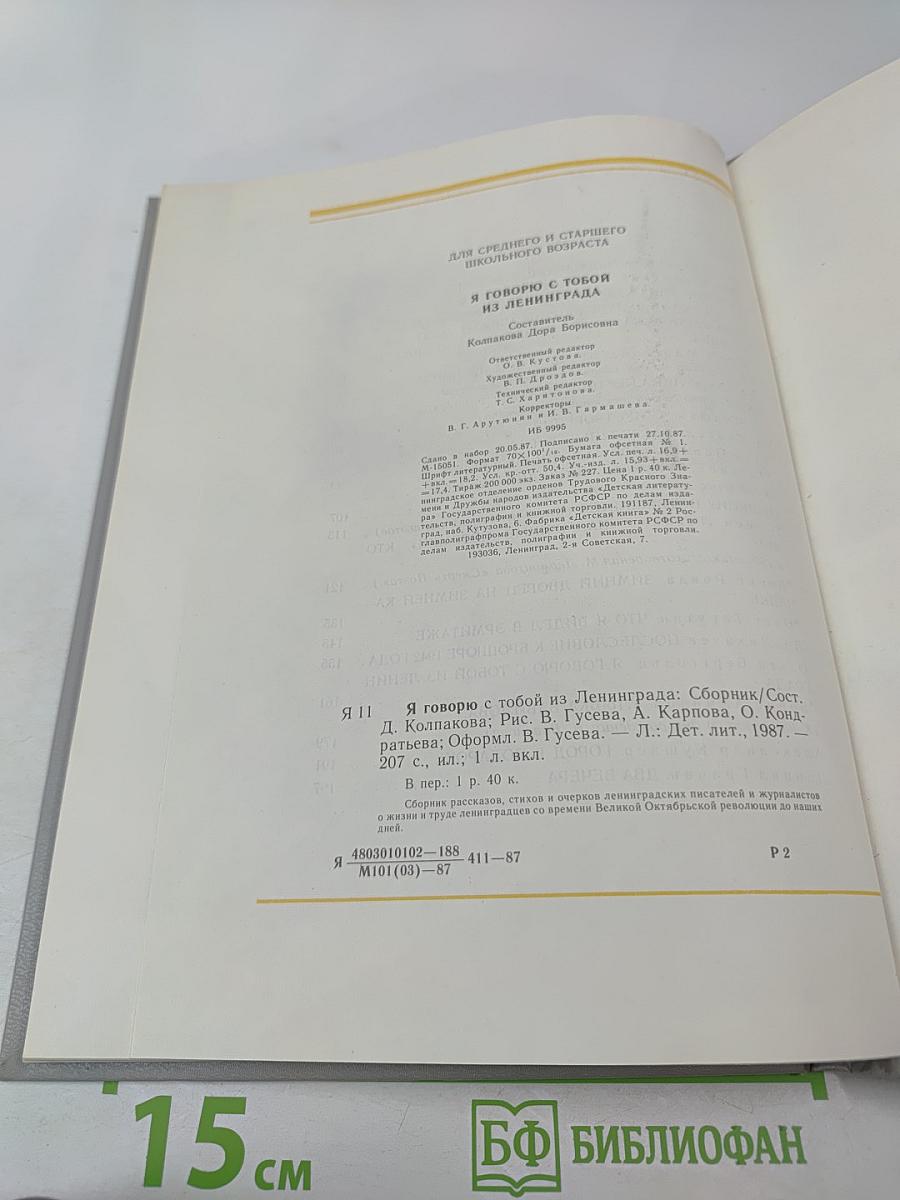 ДЛЯ СРЕДНЕГО И СТАРШЕГО
ШКОЛЬНОГО ВОЗРАСТА
Я ГОВОРЮ С ТОБОЙ
ИЗ ЛЕНИНГРАДА
Составитель
Колпакова Дора Борисовна
Ответственный редактор
О. В. Кустова.
Художественный редактор
В. П. Дроздов.
Технический редактор
Т. С. Харитонова.
Корректоры
В. Г. Арутюнян и И. В. Гармашева.
ИБ 9995
Сдано в набор 20.05.87. Подписано к печати 27.10.87.
М-15051. Формат 70×100¹/₁₆. Бумага офсетная № 1.
Шрифт литературный. Печать офсетная. Усл. печ. л. 16,9+
+вкл.=18,2. Усл. кр.-отт. 50,4. Уч.-изд. л. 15,93+вкл.=
=17,4. Тираж 200 000 экз. Заказ № 227. Цена 1 р. 40 к. Ле-
нинградское отделение орденов Трудового Красного Зна-
мени и Дружбы народов издательства «Детская литерату-
ра» Государственного комитета РСФСР по делам изда-
тельств, полиграфии и книжной торговли. 191187, Ленин-
град, наб. Кутузова, 6. Фабрика «Детская книга» № 2 Рос-
главполиграфпрома Государственного комитета РСФСР по
делам издательств, полиграфии и книжной торговли.
193036, Ленинград, 2-я Советская, 7.
Я 11 Я говорю с тобой из Ленинграда: Сборник/Сост.
Д. Колпакова; Рис. В. Гусева, А. Карпова, О. Конд-
ратьева; Оформл. В. Гусева. — Л.: Дет. лит., 1987. —
207 с., ил.; 1 л. вкл.
В пер.: 1 р. 40 к.
Сборник рассказов, стихов и очерков ленинградских писателей и журналистов
о жизни и труде ленинградцев со времени Великой Октябрьской революции до наших
дней.
Я 4803010102—188 411—87 Р 2
М101(03)—87
15 см
БФ БИБЛИОФАН